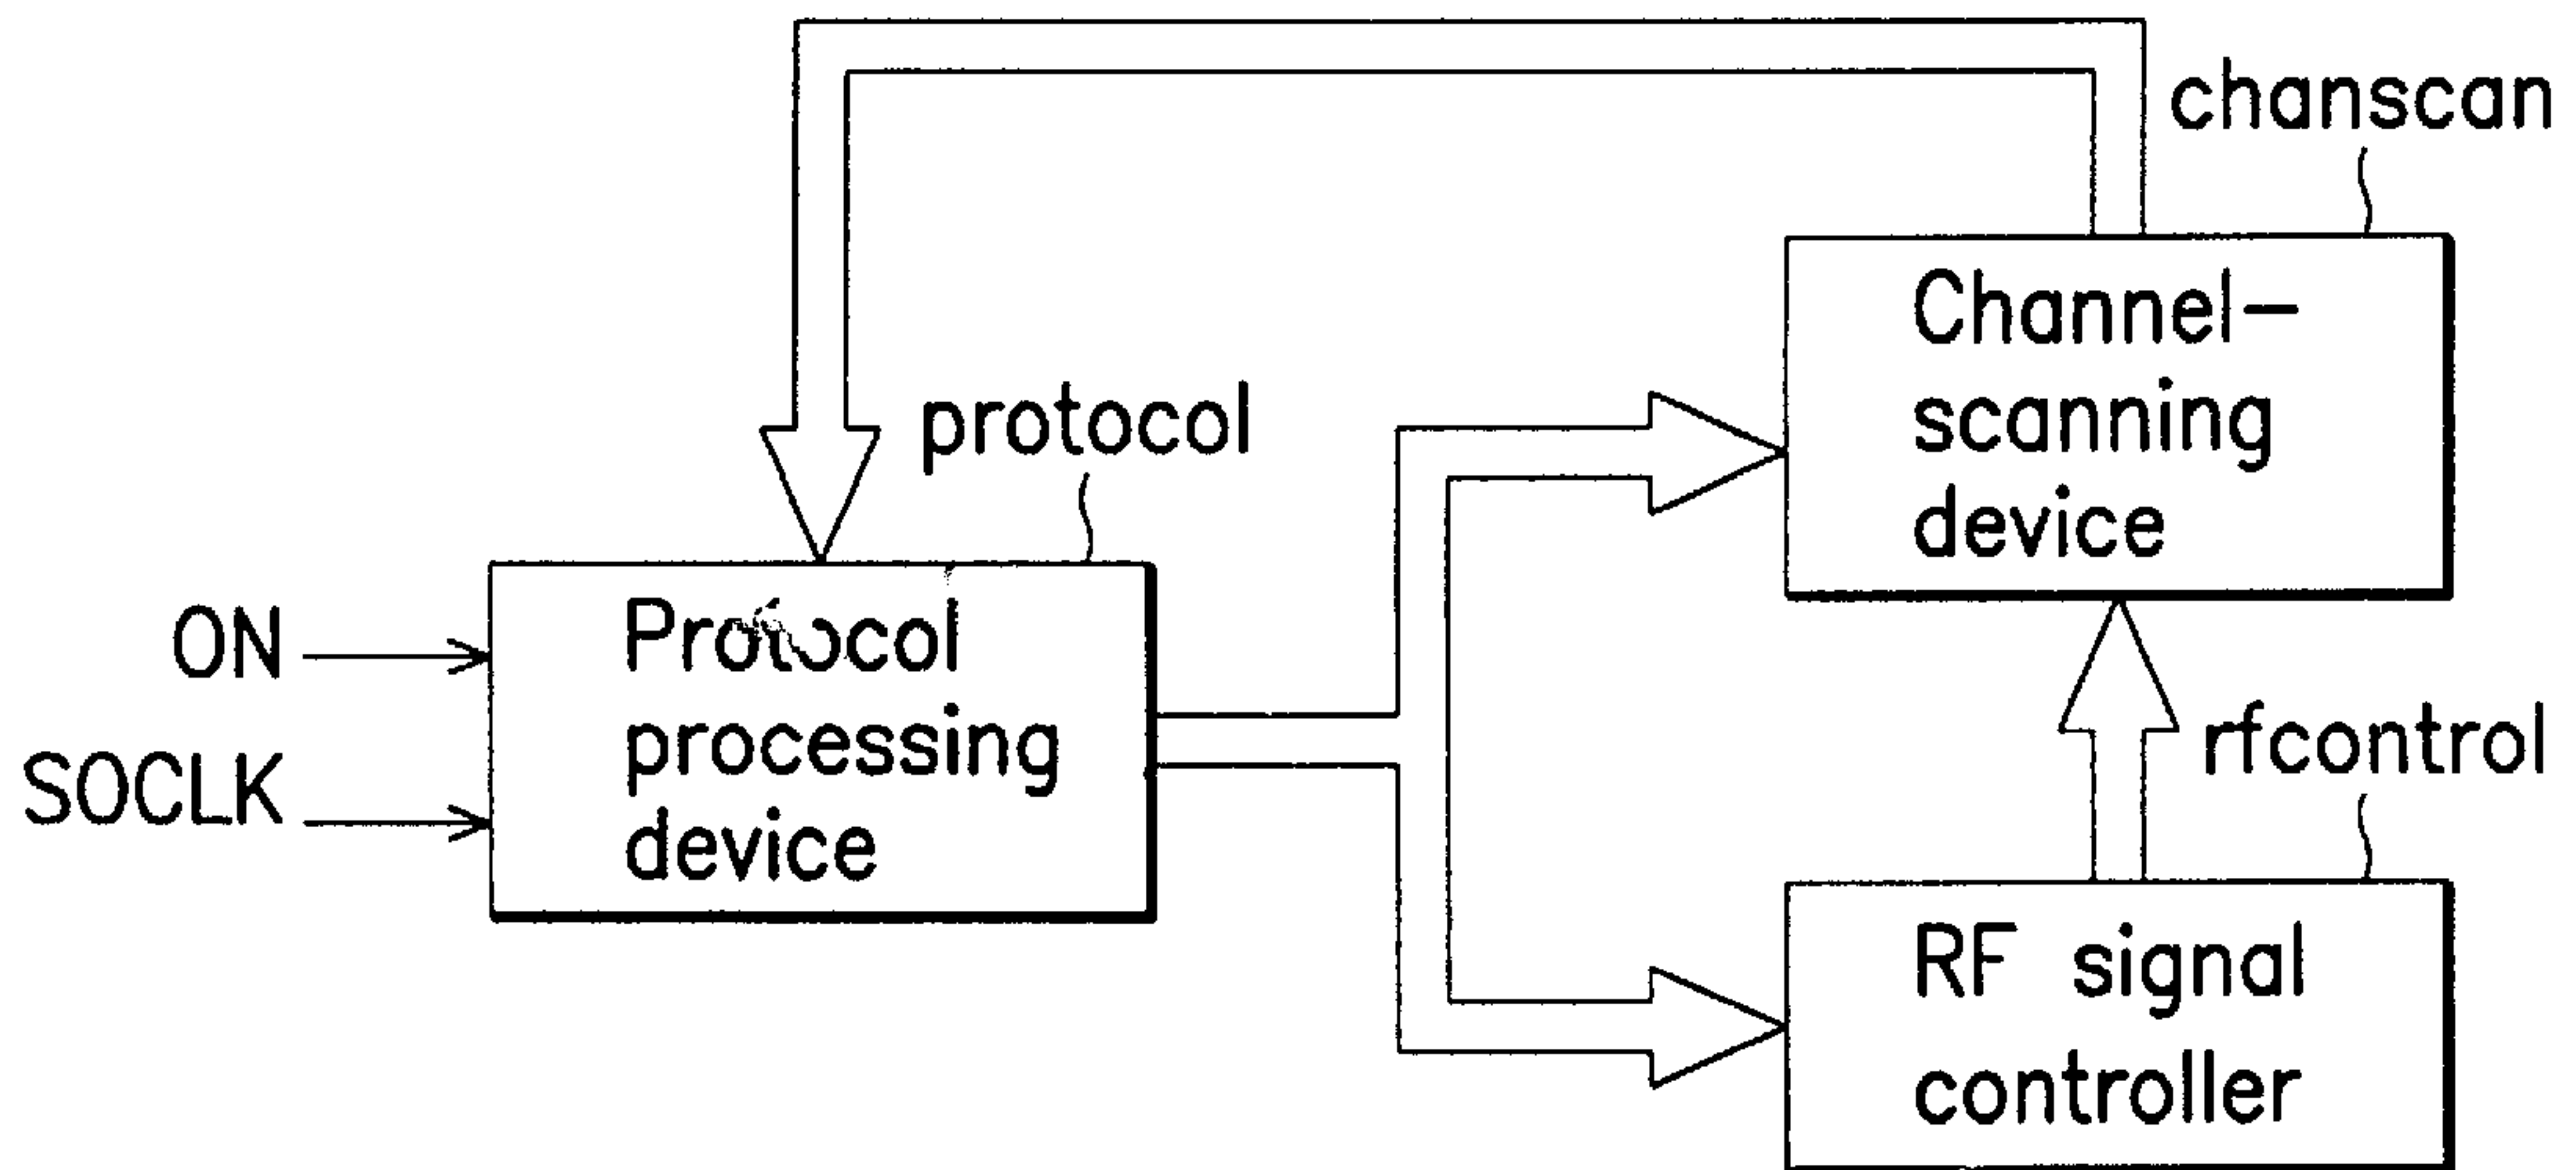 chanscan
Channel-
scanning
device
protocol
ON
SOCLK
Protocol
processing
device
rfcontrol
RF signal
controller